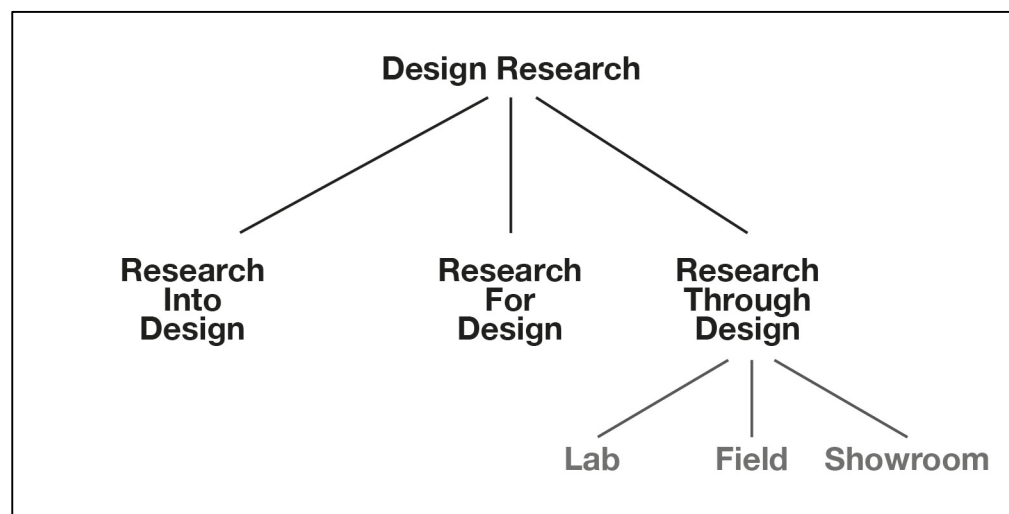 Design Research
Research
Into
Design
Research
For
Design
Research
Through
Design
Lab
Field
Showroom